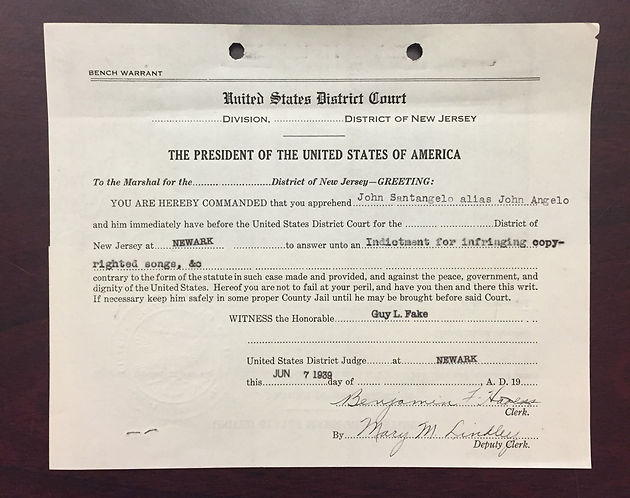 BENCH WARRANT
United States District Court
DIVISION, DISTRICT OF NEW JERSEY
THE PRESIDENT OF THE UNITED STATES OF AMERICA
To the Marshal for the District of New Jersey—GREETING:
YOU ARE HEREBY COMMANDED that you apprehend John Santangelo alias John Angelo
and him immediately have before the United States District Court for the District of
New Jersey at NEWARK to answer unto an Indictment for infringing copy-
righted songs, &c
contrary to the form of the statute in such case made and provided, and against the peace, government, and
dignity of the United States. Hereof you are not to fail at your peril, and have you then and there this writ.
If necessary keep him safely in some proper County Jail until he may be brought before said Court.
WITNESS the Honorable Guy L. Fake
United States District Judge at NEWARK
this JUN 7 1939 day of A. D. 19
Benjamin F.
Clerk.
By Mary M. Lindley
Deputy Clerk.